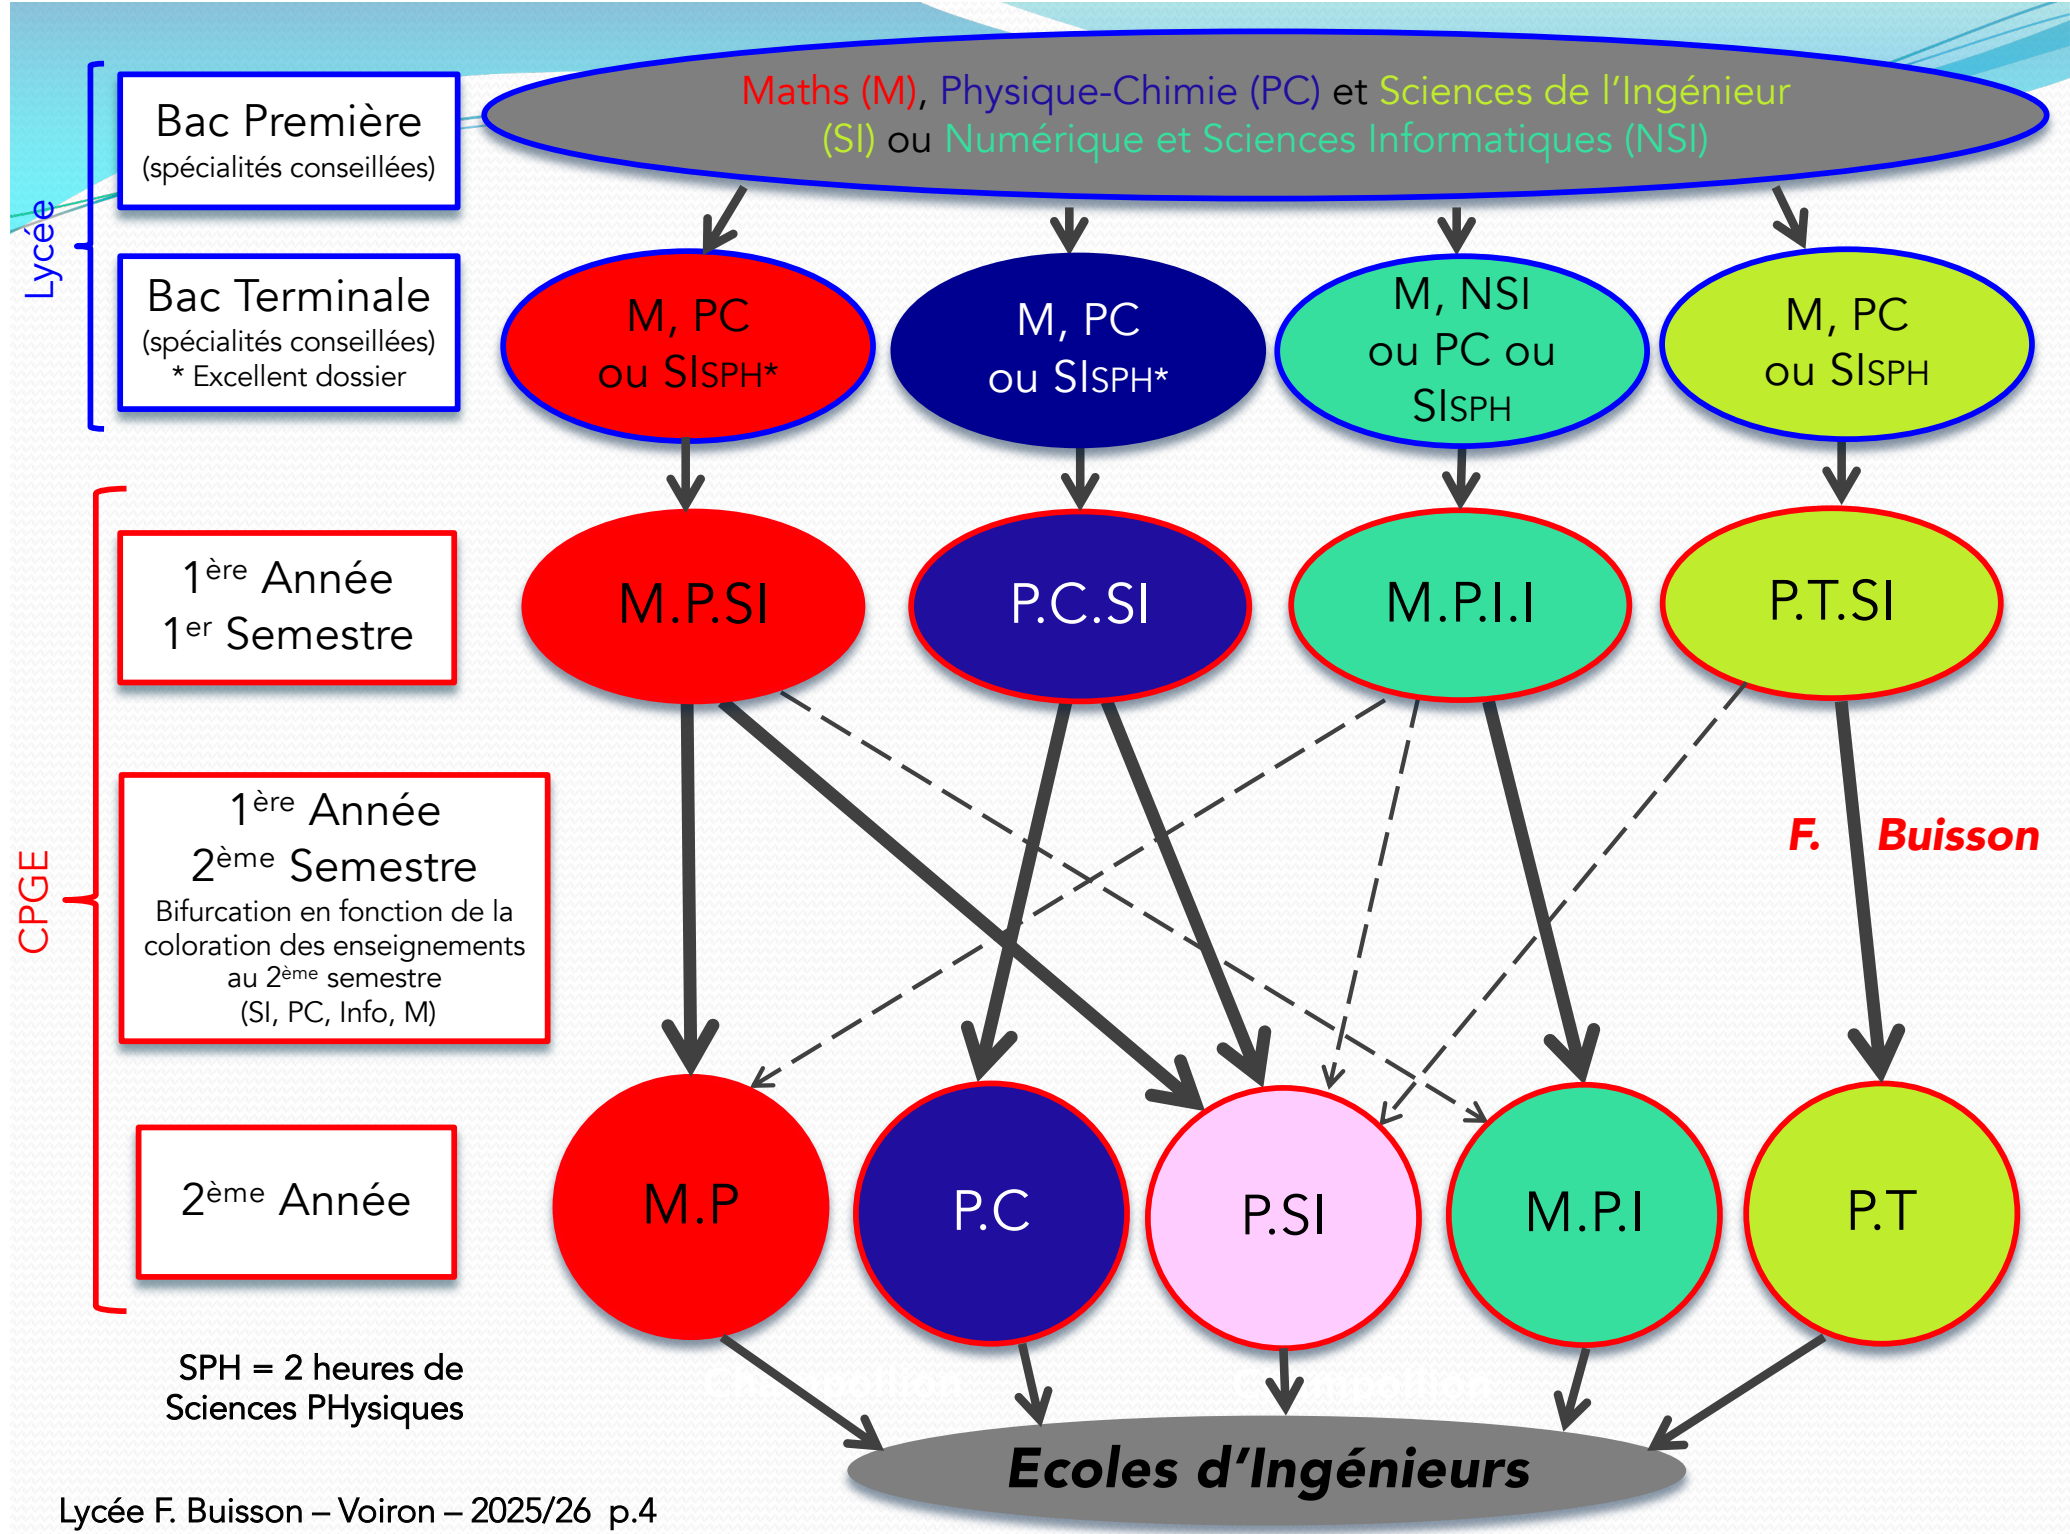 Maths (M), Physique-Chimie (PC) et Sciences de l'Ingénieur
(SI) ou Numérique et Sciences Informatiques (NSI)
Bac Première
(spécialités conseillées)
Lycée
Bac Terminale
(spécialités conseillées)
* Excellent dossier
M, PC
ou SISPH*
M, PC
ou SISPH*
M, NSI
ou PC ou
SISPH
M, PC
ou SISPH
CPGE
1ère Année
1er Semestre
M.P.SI
P.C.SI
M.P.I.I
P.T.SI
1ère Année
2ème Semestre
Bifurcation en fonction de la
coloration des enseignements
au 2ème semestre
(SI, PC, Info, M)
F. Buisson
2ème Année
M.P
P.C
P.SI
M.P.I
P.T
SPH = 2 heures de
Sciences PHysiques
Ecoles d'Ingénieurs
Lycée F. Buisson – Voiron – 2025/26 p.4